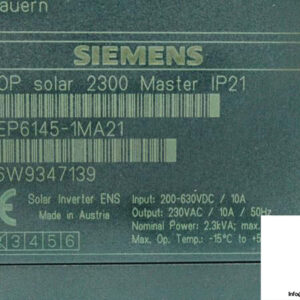 auern
SIEMENS
OP solar 2300 Master IP21
EP6145-1MA21
SW9347139
CE
Solar Inverter ENS
Made in Austria
Input: 200-630VDC / 10A
Output: 230VAC / 10A / 50Hz
Nominal Power: 2.3kVA; max.
Max. Op. Temp.: -15°C to +5
X 3 4 5 6
Info@